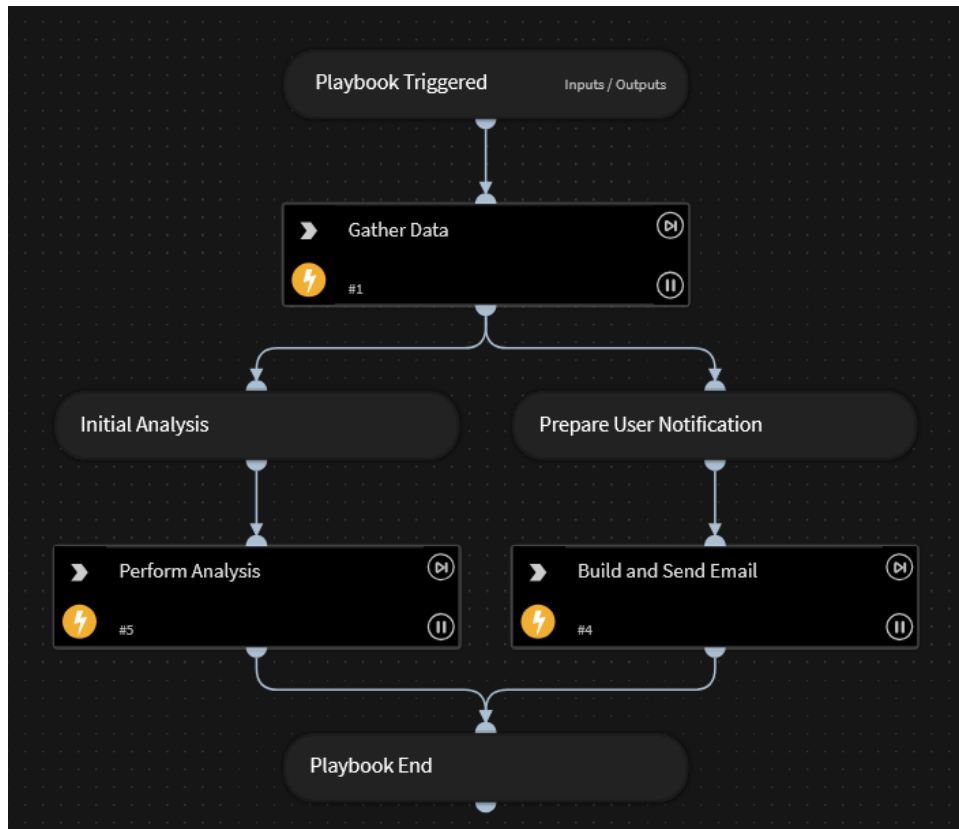 Playbook Triggered
Inputs / Outputs
Gather Data
#1
Initial Analysis
Prepare User Notification
Perform Analysis
#5
Build and Send Email
#4
Playbook End